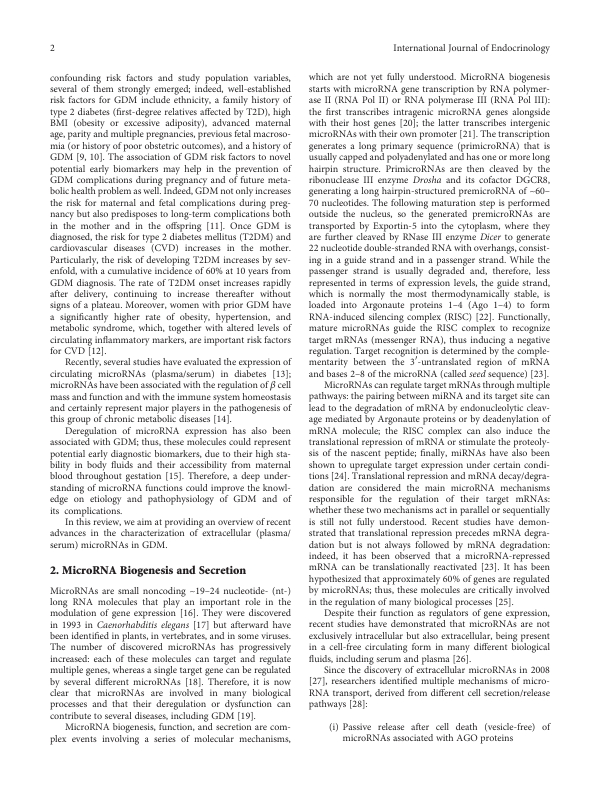 2
International Journal of Endocrinology
confounding risk factors and study population variables,
several of them strongly emerged; indeed, well-established
risk factors for GDM include ethnicity, a family history of
type 2 diabetes (first-degree relatives affected by T2D), high
BMI (obesity or excessive adiposity), advanced maternal
age, parity and multiple pregnancies, previous fetal macroso-
mia (or history of poor obstetric outcomes), and a history of
GDM [9, 10]. The association of GDM risk factors to novel
potential early biomarkers may help in the prevention of
GDM complications during pregnancy and of future meta-
bolic health problem as well. Indeed, GDM not only increases
the risk for maternal and fetal complications during preg-
nancy but also predisposes to long-term complications both
in the mother and in the offspring [11]. Once GDM is
diagnosed, the risk for type 2 diabetes mellitus (T2DM) and
cardiovascular diseases (CVD) increases in the mother.
Particularly, the risk of developing T2DM increases by sev-
enfold, with a cumulative incidence of 60% at 10 years from
GDM diagnosis. The rate of T2DM onset increases rapidly
after delivery, continuing to increase thereafter without
signs of a plateau. Moreover, women with prior GDM have
a significantly higher rate of obesity, hypertension, and
metabolic syndrome, which, together with altered levels of
circulating inflammatory markers, are important risk factors
for CVD [12].
Recently, several studies have evaluated the expression of
circulating microRNAs (plasma/serum) in diabetes [13];
microRNAs have been associated with the regulation of β cell
mass and function and with the immune system homeostasis
and certainly represent major players in the pathogenesis of
this group of chronic metabolic diseases [14].
Deregulation of microRNA expression has also been
associated with GDM; thus, these molecules could represent
potential early diagnostic biomarkers, due to their high sta-
bility in body fluids and their accessibility from maternal
blood throughout gestation [15]. Therefore, a deep under-
standing of microRNA functions could improve the knowl-
edge on etiology and pathophysiology of GDM and of
its complications.
In this review, we aim at providing an overview of recent
advances in the characterization of extracellular (plasma/
serum) microRNAs in GDM.
2. MicroRNA Biogenesis and Secretion
MicroRNAs are small noncoding ~19–24 nucleotide- (nt-)
long RNA molecules that play an important role in the
modulation of gene expression [16]. They were discovered
in 1993 in Caenorhabditis elegans [17] but afterward have
been identified in plants, in vertebrates, and in some viruses.
The number of discovered microRNAs has progressively
increased: each of these molecules can target and regulate
multiple genes, whereas a single target gene can be regulated
by several different microRNAs [18]. Therefore, it is now
clear that microRNAs are involved in many biological
processes and that their deregulation or dysfunction can
contribute to several diseases, including GDM [19].
MicroRNA biogenesis, function, and secretion are com-
plex events involving a series of molecular mechanisms,
which are not yet fully understood. MicroRNA biogenesis
starts with microRNA gene transcription by RNA polymer-
ase II (RNA Pol II) or RNA polymerase III (RNA Pol III):
the first transcribes intragenic microRNA genes alongside
with their host genes [20]; the latter transcribes intergenic
microRNAs with their own promoter [21]. The transcription
generates a long primary sequence (primicroRNA) that is
usually capped and polyadenylated and has one or more long
hairpin structure. PrimicroRNAs are then cleaved by the
ribonuclease III enzyme Drosha and its cofactor DGCR8,
generating a long hairpin-structured premicroRNA of ~60–
70 nucleotides. The following maturation step is performed
outside the nucleus, so the generated premicroRNAs are
transported by Exportin-5 into the cytoplasm, where they
are further cleaved by RNase III enzyme Dicer to generate
22 nucleotide double-stranded RNA with overhangs, consist-
ing in a guide strand and in a passenger strand. While the
passenger strand is usually degraded and, therefore, less
represented in terms of expression levels, the guide strand,
which is normally the most thermodynamically stable, is
loaded into Argonaute proteins 1–4 (Ago 1–4) to form
RNA-induced silencing complex (RISC) [22]. Functionally,
mature microRNAs guide the RISC complex to recognize
target mRNAs (messenger RNA), thus inducing a negative
regulation. Target recognition is determined by the comple-
mentarity between the 3′-untranslated region of mRNA
and bases 2–8 of the microRNA (called seed sequence) [23].
MicroRNAs can regulate target mRNAs through multiple
pathways: the pairing between miRNA and its target site can
lead to the degradation of mRNA by endonucleolytic cleav-
age mediated by Argonaute proteins or by deadenylation of
mRNA molecule; the RISC complex can also induce the
translational repression of mRNA or stimulate the proteoly-
sis of the nascent peptide; finally, miRNAs have also been
shown to upregulate target expression under certain condi-
tions [24]. Translational repression and mRNA decay/degra-
dation are considered the main microRNA mechanisms
responsible for the regulation of their target mRNAs:
whether these two mechanisms act in parallel or sequentially
is still not fully understood. Recent studies have demon-
strated that translational repression precedes mRNA degra-
dation but is not always followed by mRNA degradation:
indeed, it has been observed that a microRNA-repressed
mRNA can be translationally reactivated [23]. It has been
hypothesized that approximately 60% of genes are regulated
by microRNAs; thus, these molecules are critically involved
in the regulation of many biological processes [25].
Despite their function as regulators of gene expression,
recent studies have demonstrated that microRNAs are not
exclusively intracellular but also extracellular, being present
in a cell-free circulating form in many different biological
fluids, including serum and plasma [26].
Since the discovery of extracellular microRNAs in 2008
[27], researchers identified multiple mechanisms of micro-
RNA transport, derived from different cell secretion/release
pathways [28]:
(i) Passive release after cell death (vesicle-free) of
microRNAs associated with AGO proteins